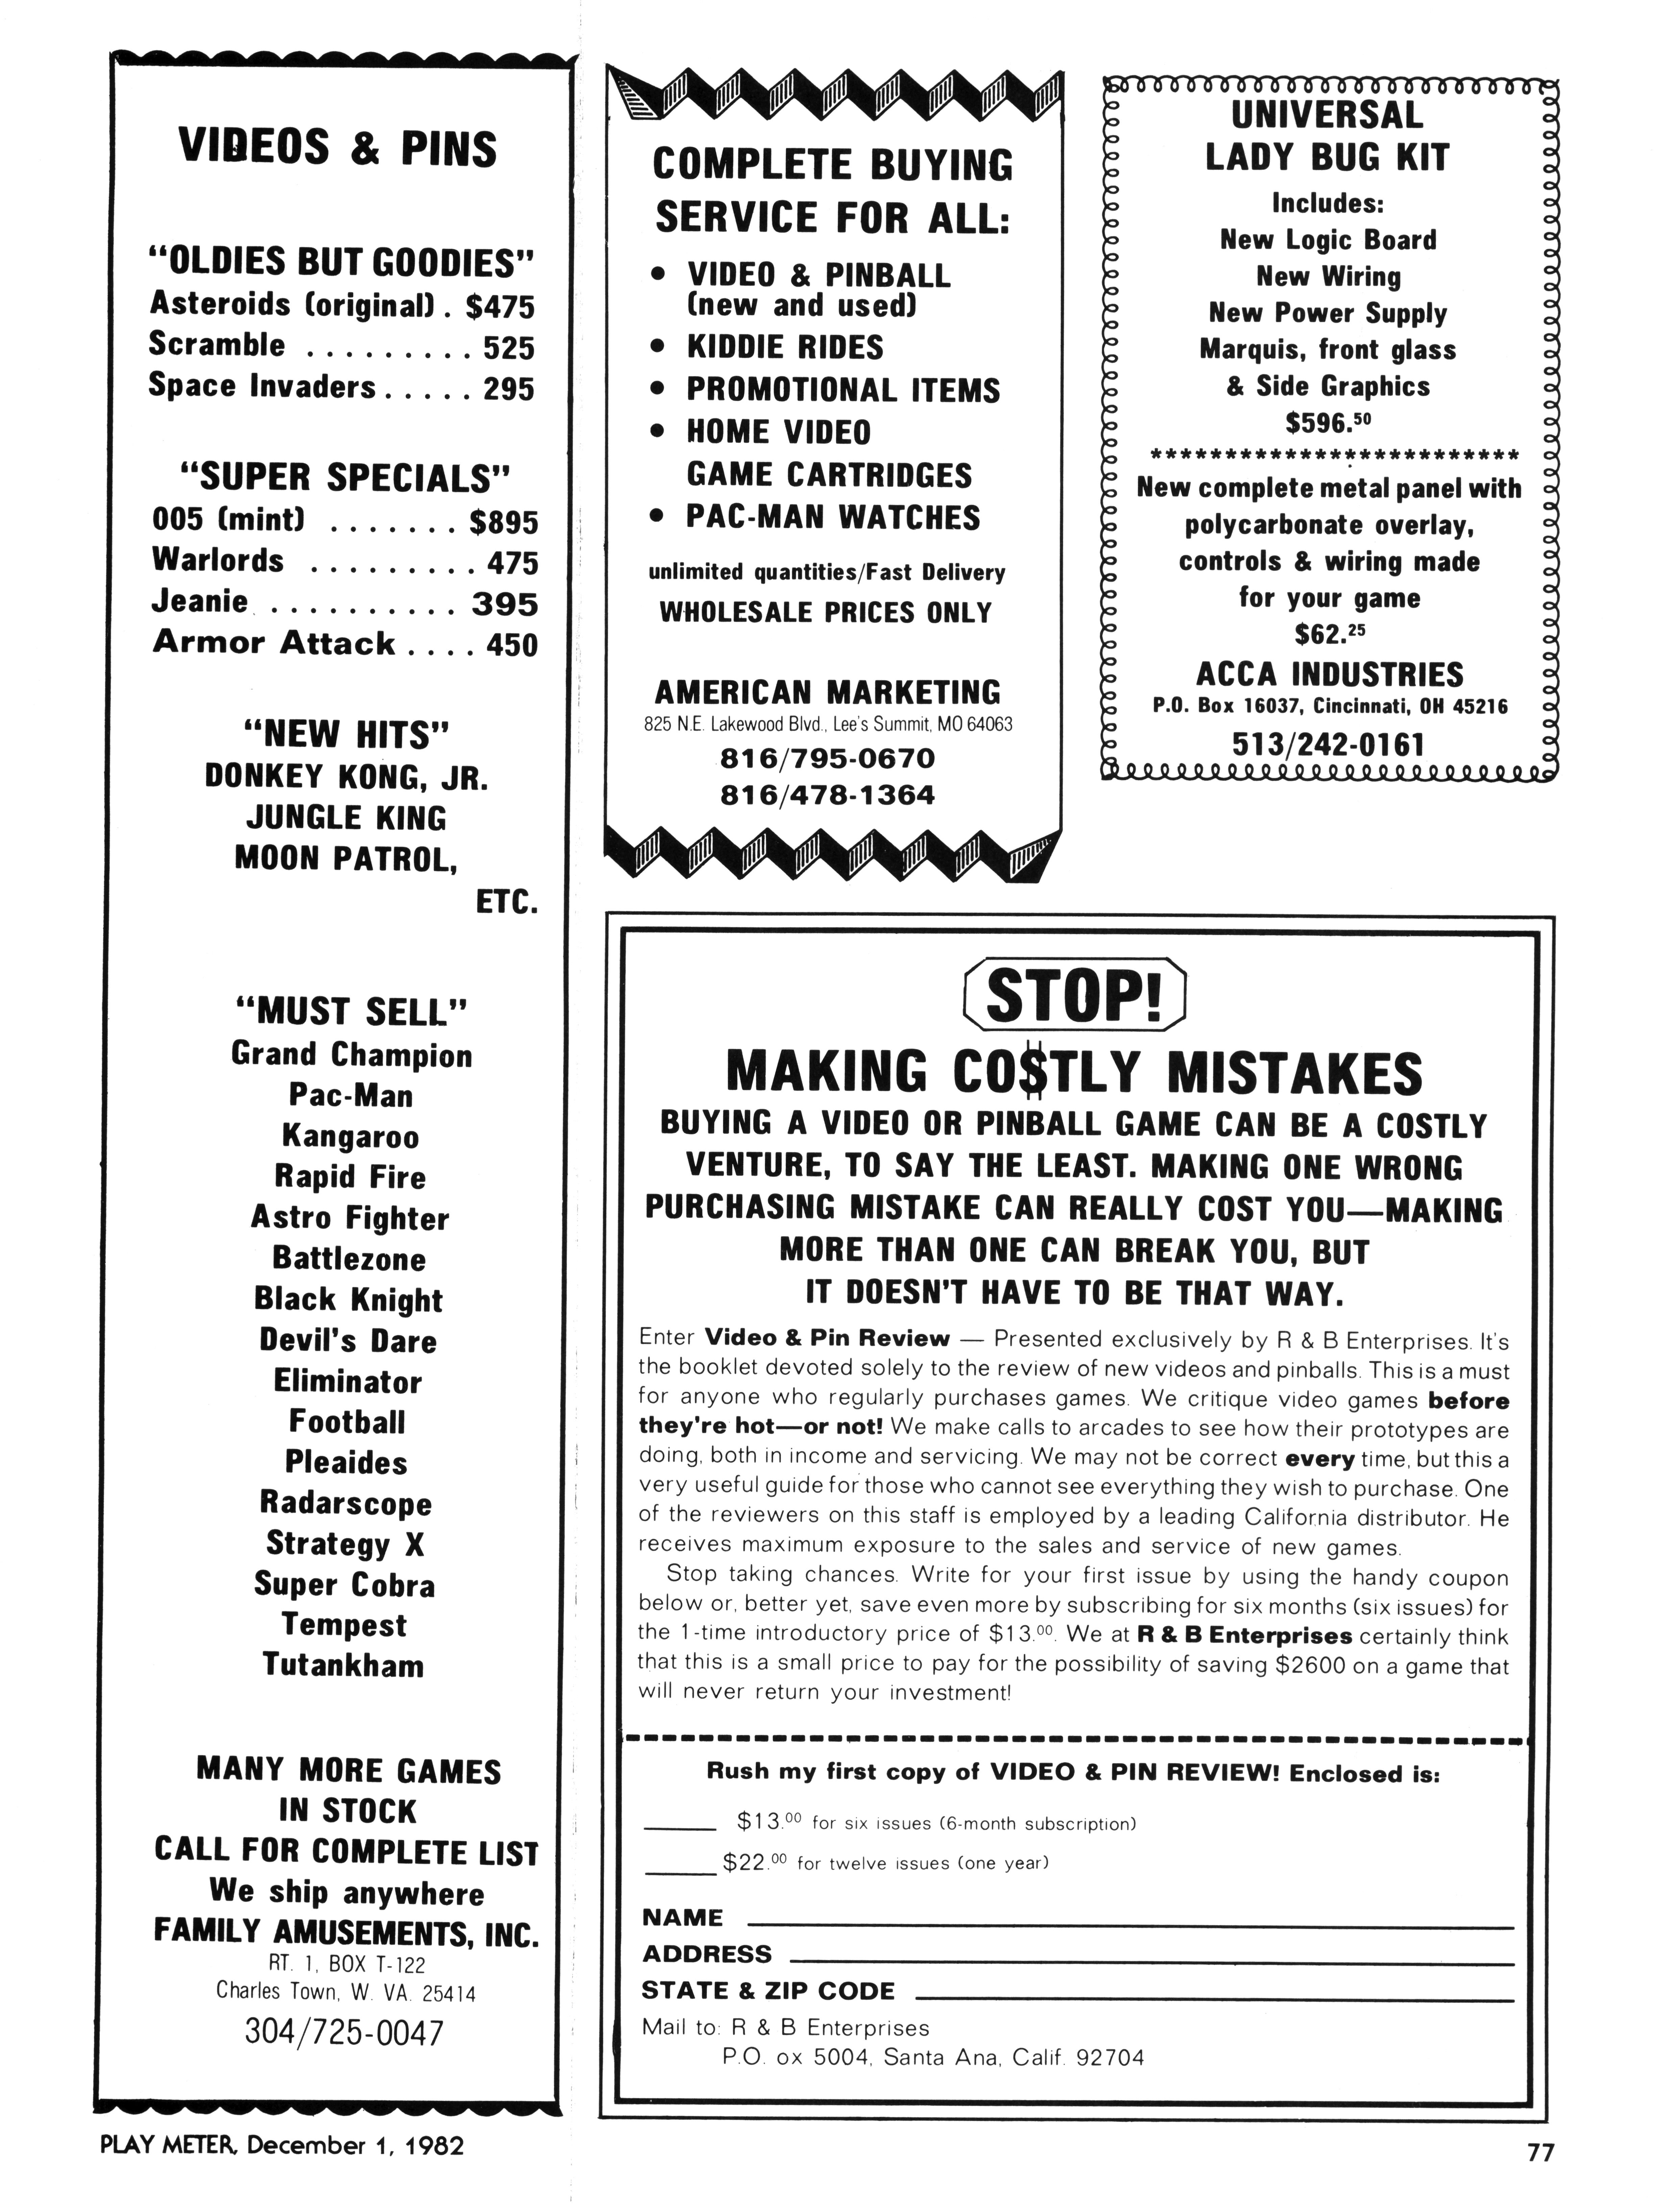 VIDEOS & PINS
“OLDIES BUT GOODIES”
Asteroids (original) . $475
Scramble . . . . . . . . . 525
Space Invaders . . . . . 295
“SUPER SPECIALS”
005 (mint) . . . . . . . $895
Warlords . . . . . . . . . 475
Jeanie . . . . . . . . . . 395
Armor Attack . . . . 450
“NEW HITS”
DONKEY KONG, JR.
JUNGLE KING
MOON PATROL,
ETC.
“MUST SELL”
Grand Champion
Pac-Man
Kangaroo
Rapid Fire
Astro Fighter
Battlezone
Black Knight
Devil's Dare
Eliminator
Football
Pleaides
Radarscope
Strategy X
Super Cobra
Tempest
Tutankham
MANY MORE GAMES
IN STOCK
CALL FOR COMPLETE LIST
We ship anywhere
FAMILY AMUSEMENTS, INC.
RT. 1, BOX T-122
Charles Town, W. VA. 25414
304/725-0047
COMPLETE BUYING
SERVICE FOR ALL:
• VIDEO & PINBALL
(new and used)
• KIDDIE RIDES
• PROMOTIONAL ITEMS
• HOME VIDEO
GAME CARTRIDGES
• PAC-MAN WATCHES
unlimited quantities/Fast Delivery
WHOLESALE PRICES ONLY
AMERICAN MARKETING
825 N.E. Lakewood Blvd., Lee's Summit, MO 64063
816/795-0670
816/478-1364
UNIVERSAL
LADY BUG KIT
Includes:
New Logic Board
New Wiring
New Power Supply
Marquis, front glass
& Side Graphics
$596.50
*************************
New complete metal panel with
polycarbonate overlay,
controls & wiring made
for your game
$62.25
ACCA INDUSTRIES
P.O. Box 16037, Cincinnati, OH 45216
513/242-0161
STOP!
MAKING CO$TLY MISTAKES
BUYING A VIDEO OR PINBALL GAME CAN BE A COSTLY
VENTURE, TO SAY THE LEAST. MAKING ONE WRONG
PURCHASING MISTAKE CAN REALLY COST YOU—MAKING
MORE THAN ONE CAN BREAK YOU, BUT
IT DOESN'T HAVE TO BE THAT WAY.
Enter Video & Pin Review — Presented exclusively by R & B Enterprises. It's
the booklet devoted solely to the review of new videos and pinballs. This is a must
for anyone who regularly purchases games. We critique video games before
they're hot—or not! We make calls to arcades to see how their prototypes are
doing, both in income and servicing. We may not be correct every time, but this a
very useful guide for those who cannot see everything they wish to purchase. One
of the reviewers on this staff is employed by a leading California distributor. He
receives maximum exposure to the sales and service of new games.
Stop taking chances. Write for your first issue by using the handy coupon
below or, better yet, save even more by subscribing for six months (six issues) for
the 1-time introductory price of $13.00. We at R & B Enterprises certainly think
that this is a small price to pay for the possibility of saving $2600 on a game that
will never return your investment!
Rush my first copy of VIDEO & PIN REVIEW! Enclosed is:
______ $13.00 for six issues (6-month subscription)
______ $22.00 for twelve issues (one year)
NAME
ADDRESS
STATE & ZIP CODE
Mail to: R & B Enterprises
P.O. ox 5004, Santa Ana, Calif. 92704
PLAY METER, December 1, 1982
77